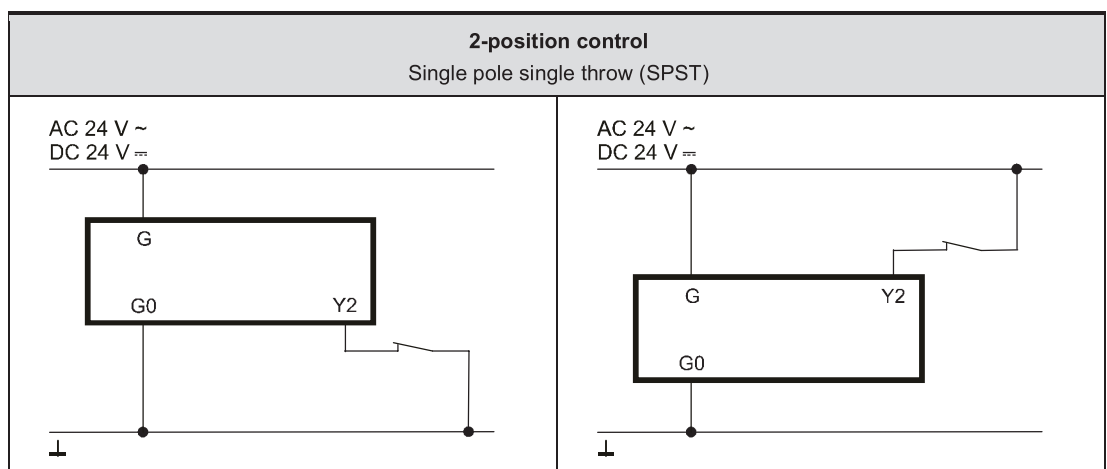 2-position control
Single pole single throw (SPST)
AC 24 V ~
DC 24 V ⎓
G
G0 Y2
AC 24 V ~
DC 24 V ⎓
G Y2
G0